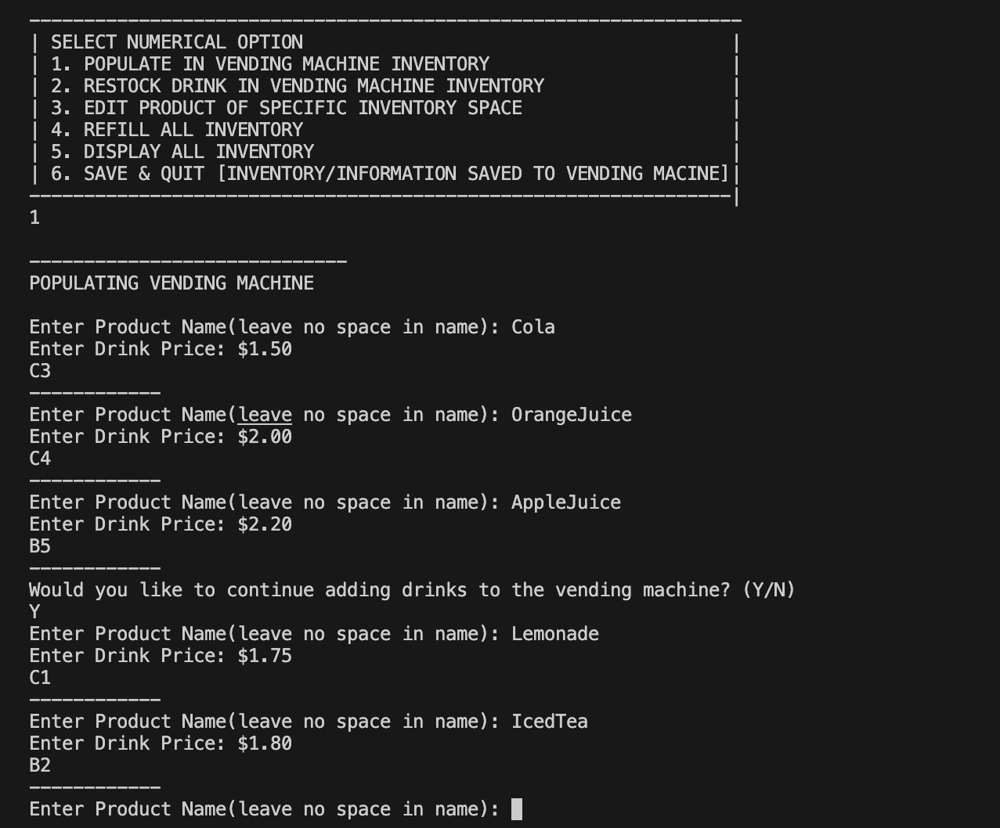 | SELECT NUMERICAL OPTION |
| 1. POPULATE IN VENDING MACHINE INVENTORY |
| 2. RESTOCK DRINK IN VENDING MACHINE INVENTORY |
| 3. EDIT PRODUCT OF SPECIFIC INVENTORY SPACE |
| 4. REFILL ALL INVENTORY |
| 5. DISPLAY ALL INVENTORY |
| 6. SAVE & QUIT [INVENTORY/INFORMATION SAVED TO VENDING MACINE]|
1
POPULATING VENDING MACHINE
Enter Product Name(leave no space in name): Cola
Enter Drink Price: $1.50
C3
------------
Enter Product Name(leave no space in name): OrangeJuice
Enter Drink Price: $2.00
C4
------------
Enter Product Name(leave no space in name): AppleJuice
Enter Drink Price: $2.20
B5
------------
Would you like to continue adding drinks to the vending machine? (Y/N)
Y
Enter Product Name(leave no space in name): Lemonade
Enter Drink Price: $1.75
C1
------------
Enter Product Name(leave no space in name): IcedTea
Enter Drink Price: $1.80
B2
------------
Enter Product Name(leave no space in name):